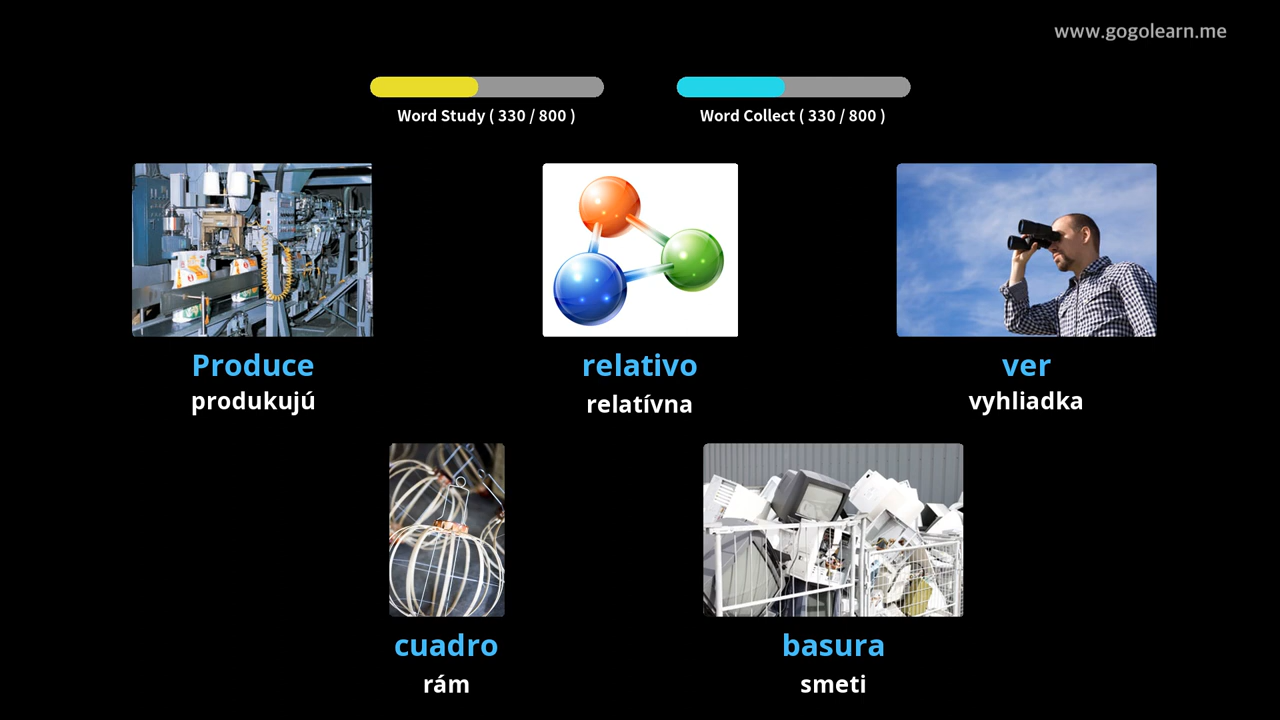 www.gogolearn.me
Word Study ( 330 / 800 )
Word Collect ( 330 / 800 )
Produce
produkujú
relativo
relatívna
ver
vyhliadka
cuadro
rám
basura
smeti